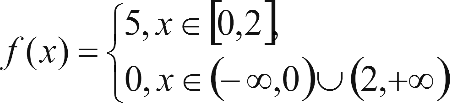 f(x) = { 5, x ∈ [0,2],
0, x ∈ (−∞,0) ∪ (2,+∞)